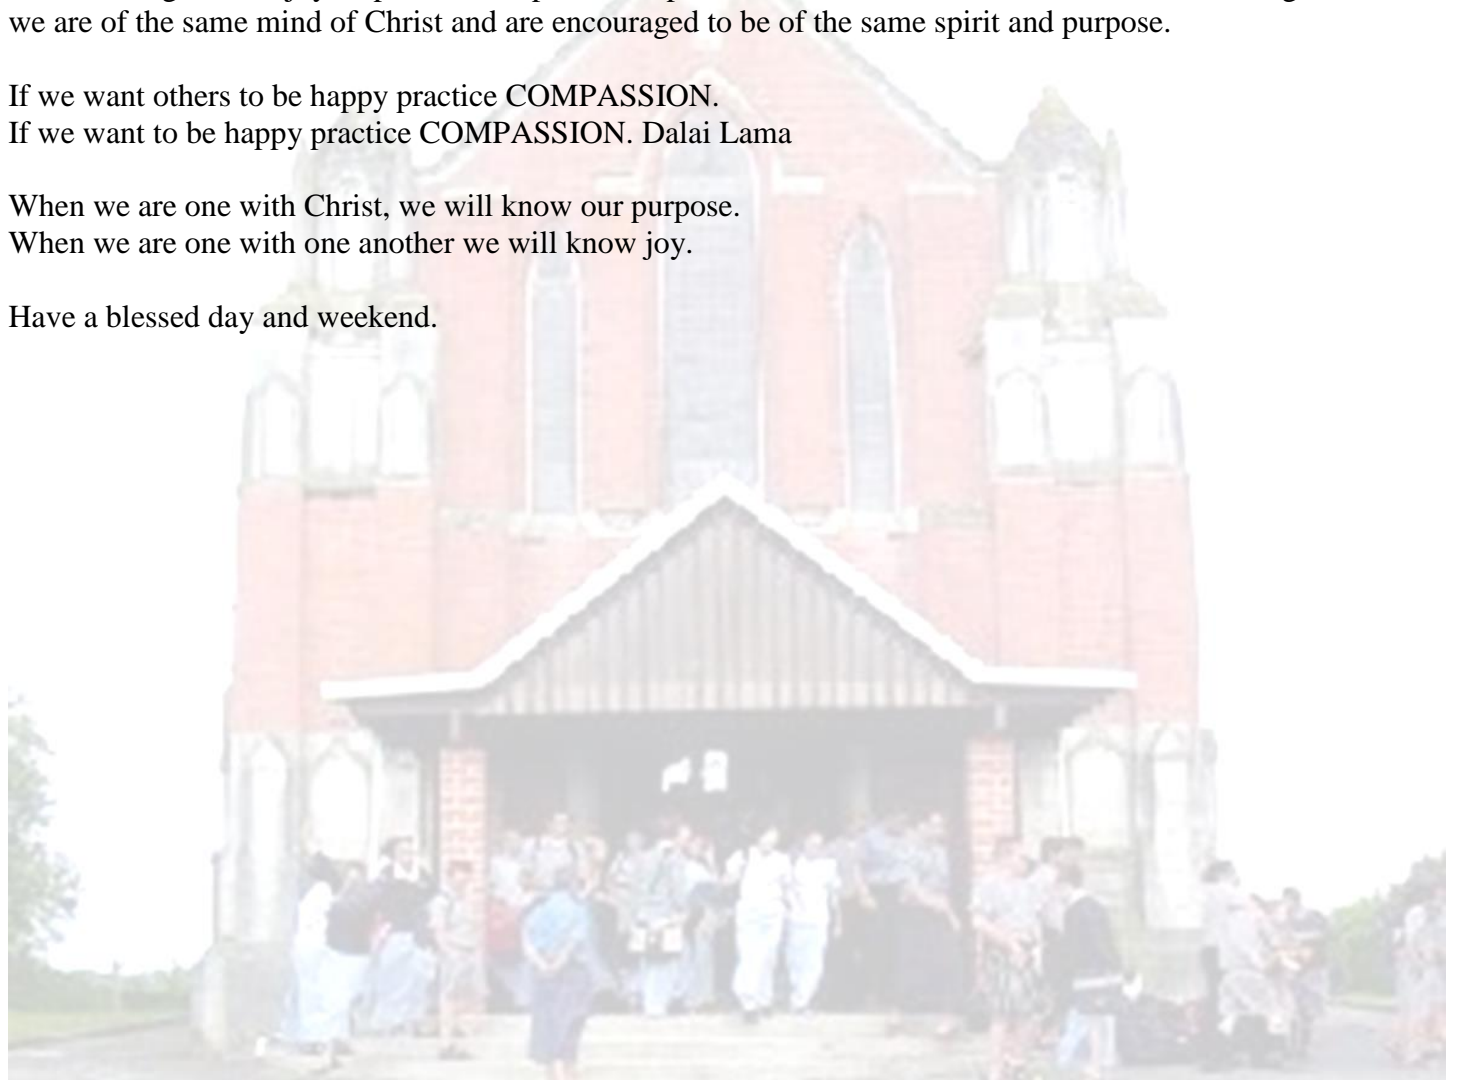 we are of the same mind of Christ and are encouraged to be of the same spirit and purpose.
If we want others to be happy practice COMPASSION.
If we want to be happy practice COMPASSION. Dalai Lama
When we are one with Christ, we will know our purpose.
When we are one with one another we will know joy.
Have a blessed day and weekend.